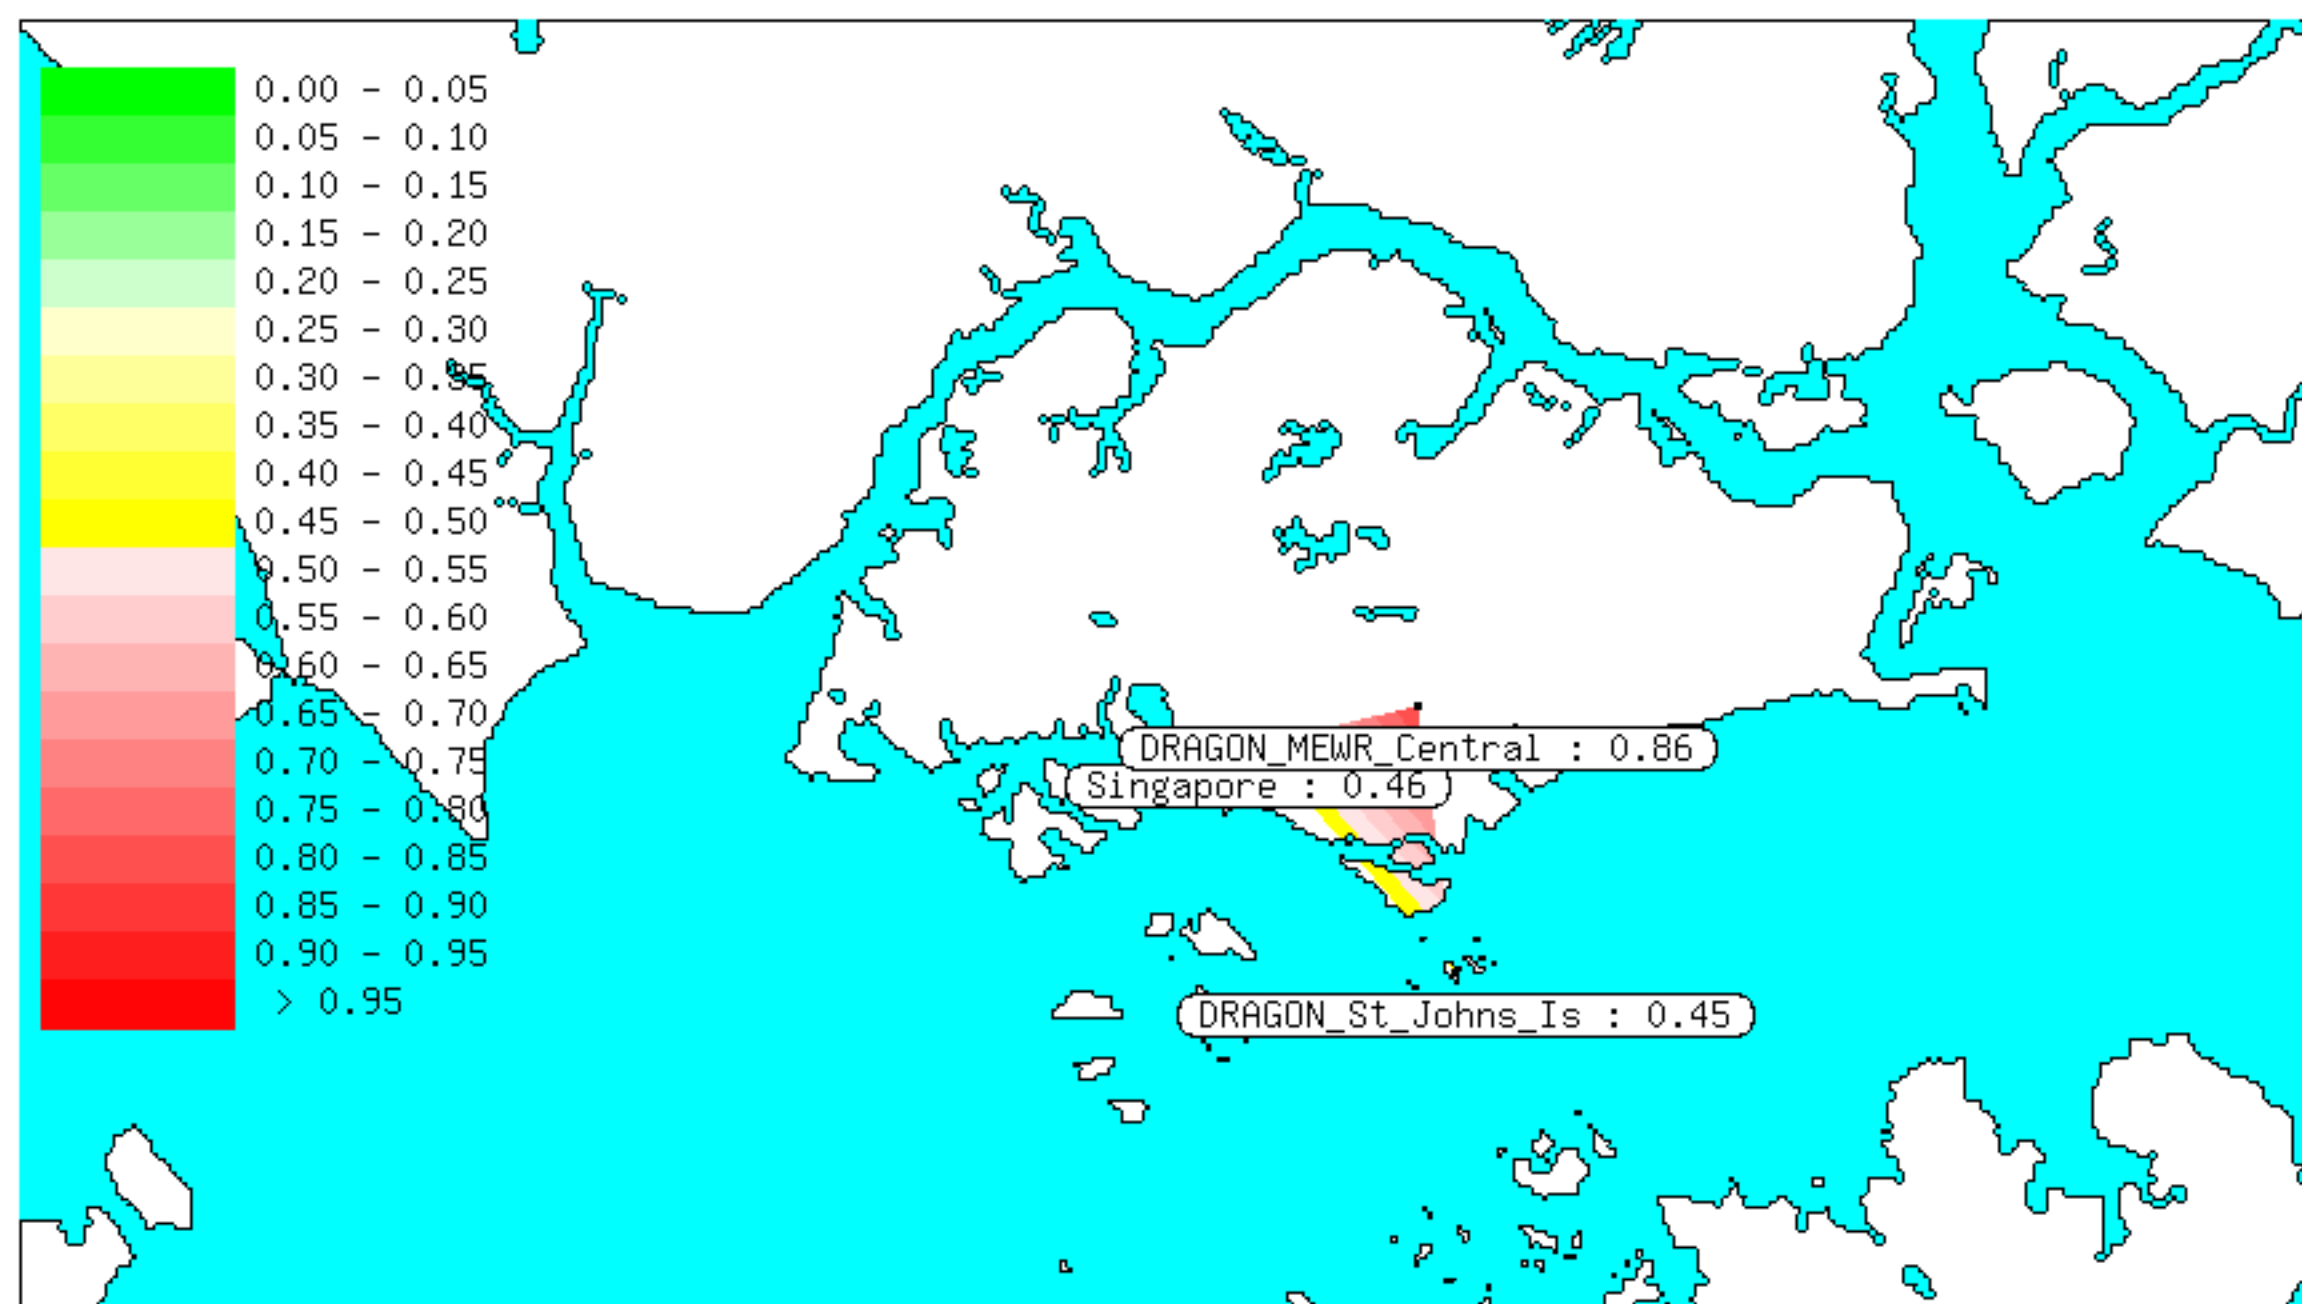 0.00 - 0.05
0.05 - 0.10
0.10 - 0.15
0.15 - 0.20
0.20 - 0.25
0.25 - 0.30
0.30 - 0.35
0.35 - 0.40
0.40 - 0.45
0.45 - 0.50
0.50 - 0.55
0.55 - 0.60
0.60 - 0.65
0.65 - 0.70
0.70 - 0.75
0.75 - 0.80
0.80 - 0.85
0.85 - 0.90
0.90 - 0.95
> 0.95
DRAGON_MEWR_Central : 0.86
Singapore : 0.46
DRAGON_St_Johns_Is : 0.45